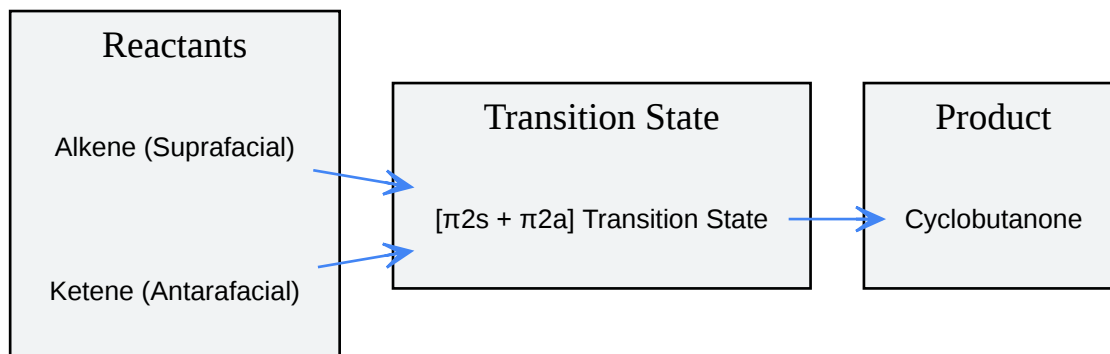 Reactants
Alkene (Suprafacial)
Ketene (Antarafacial)
Transition State
[π2s + π2a] Transition State
Product
Cyclobutanone